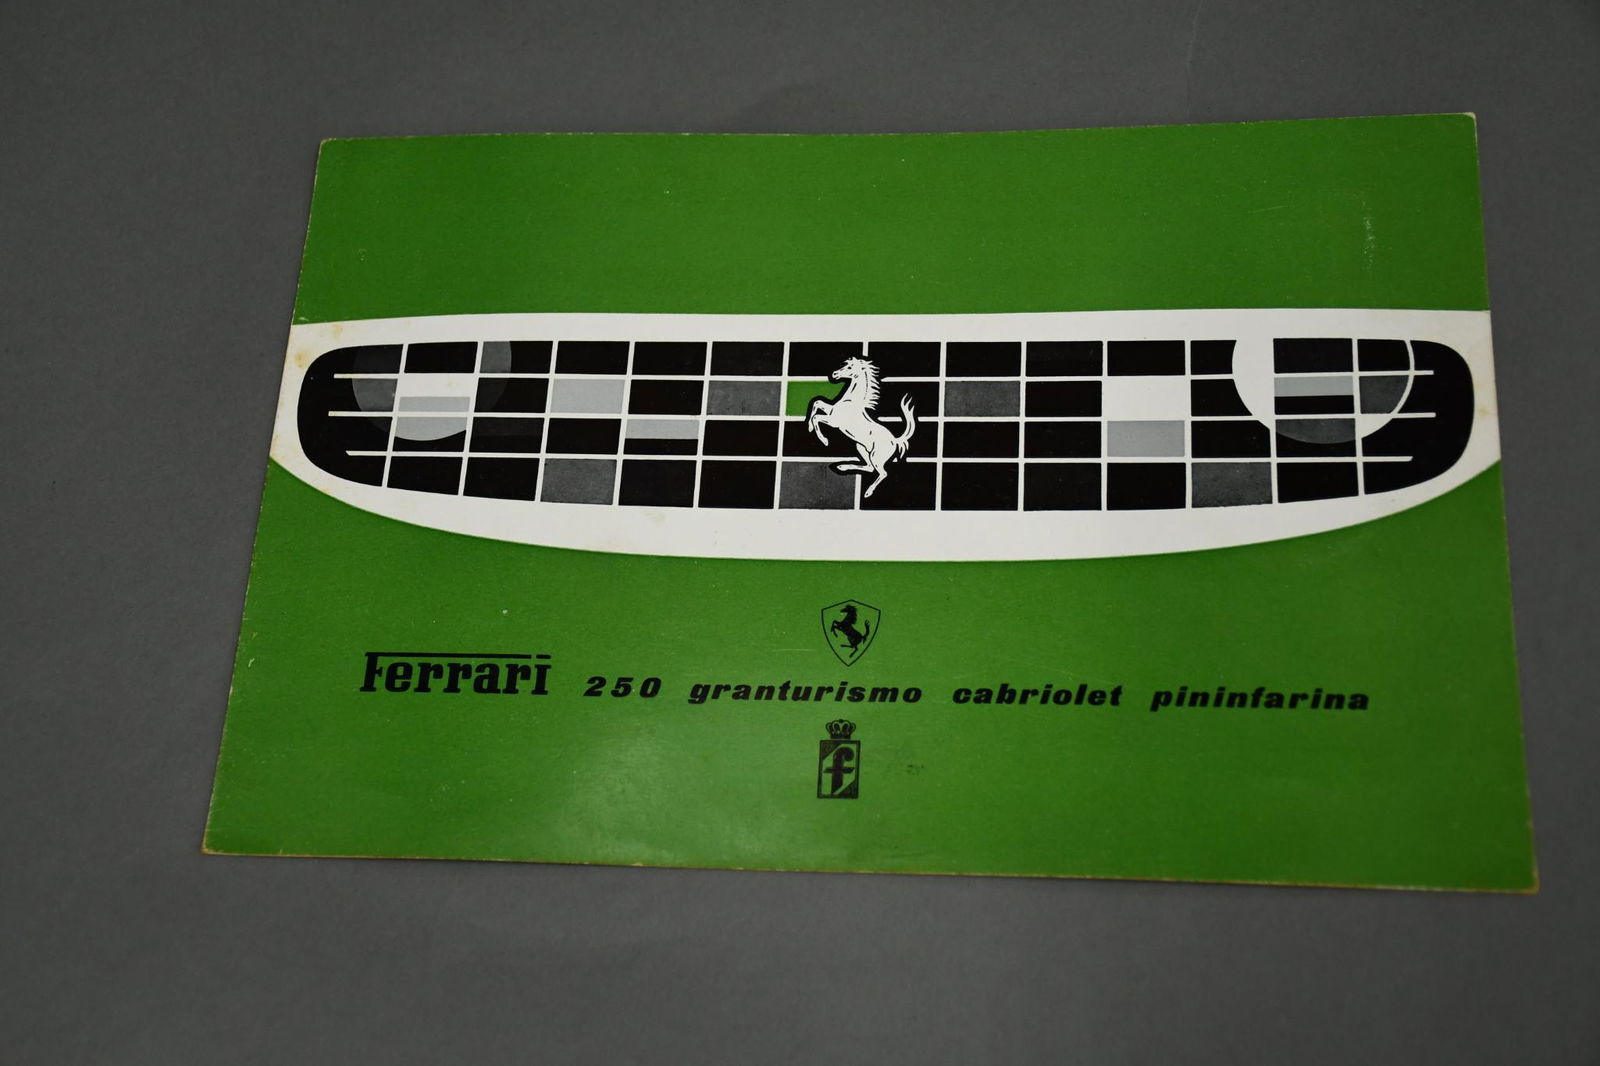 Ferrari 250 granturismo cabriolet pininfarina
f